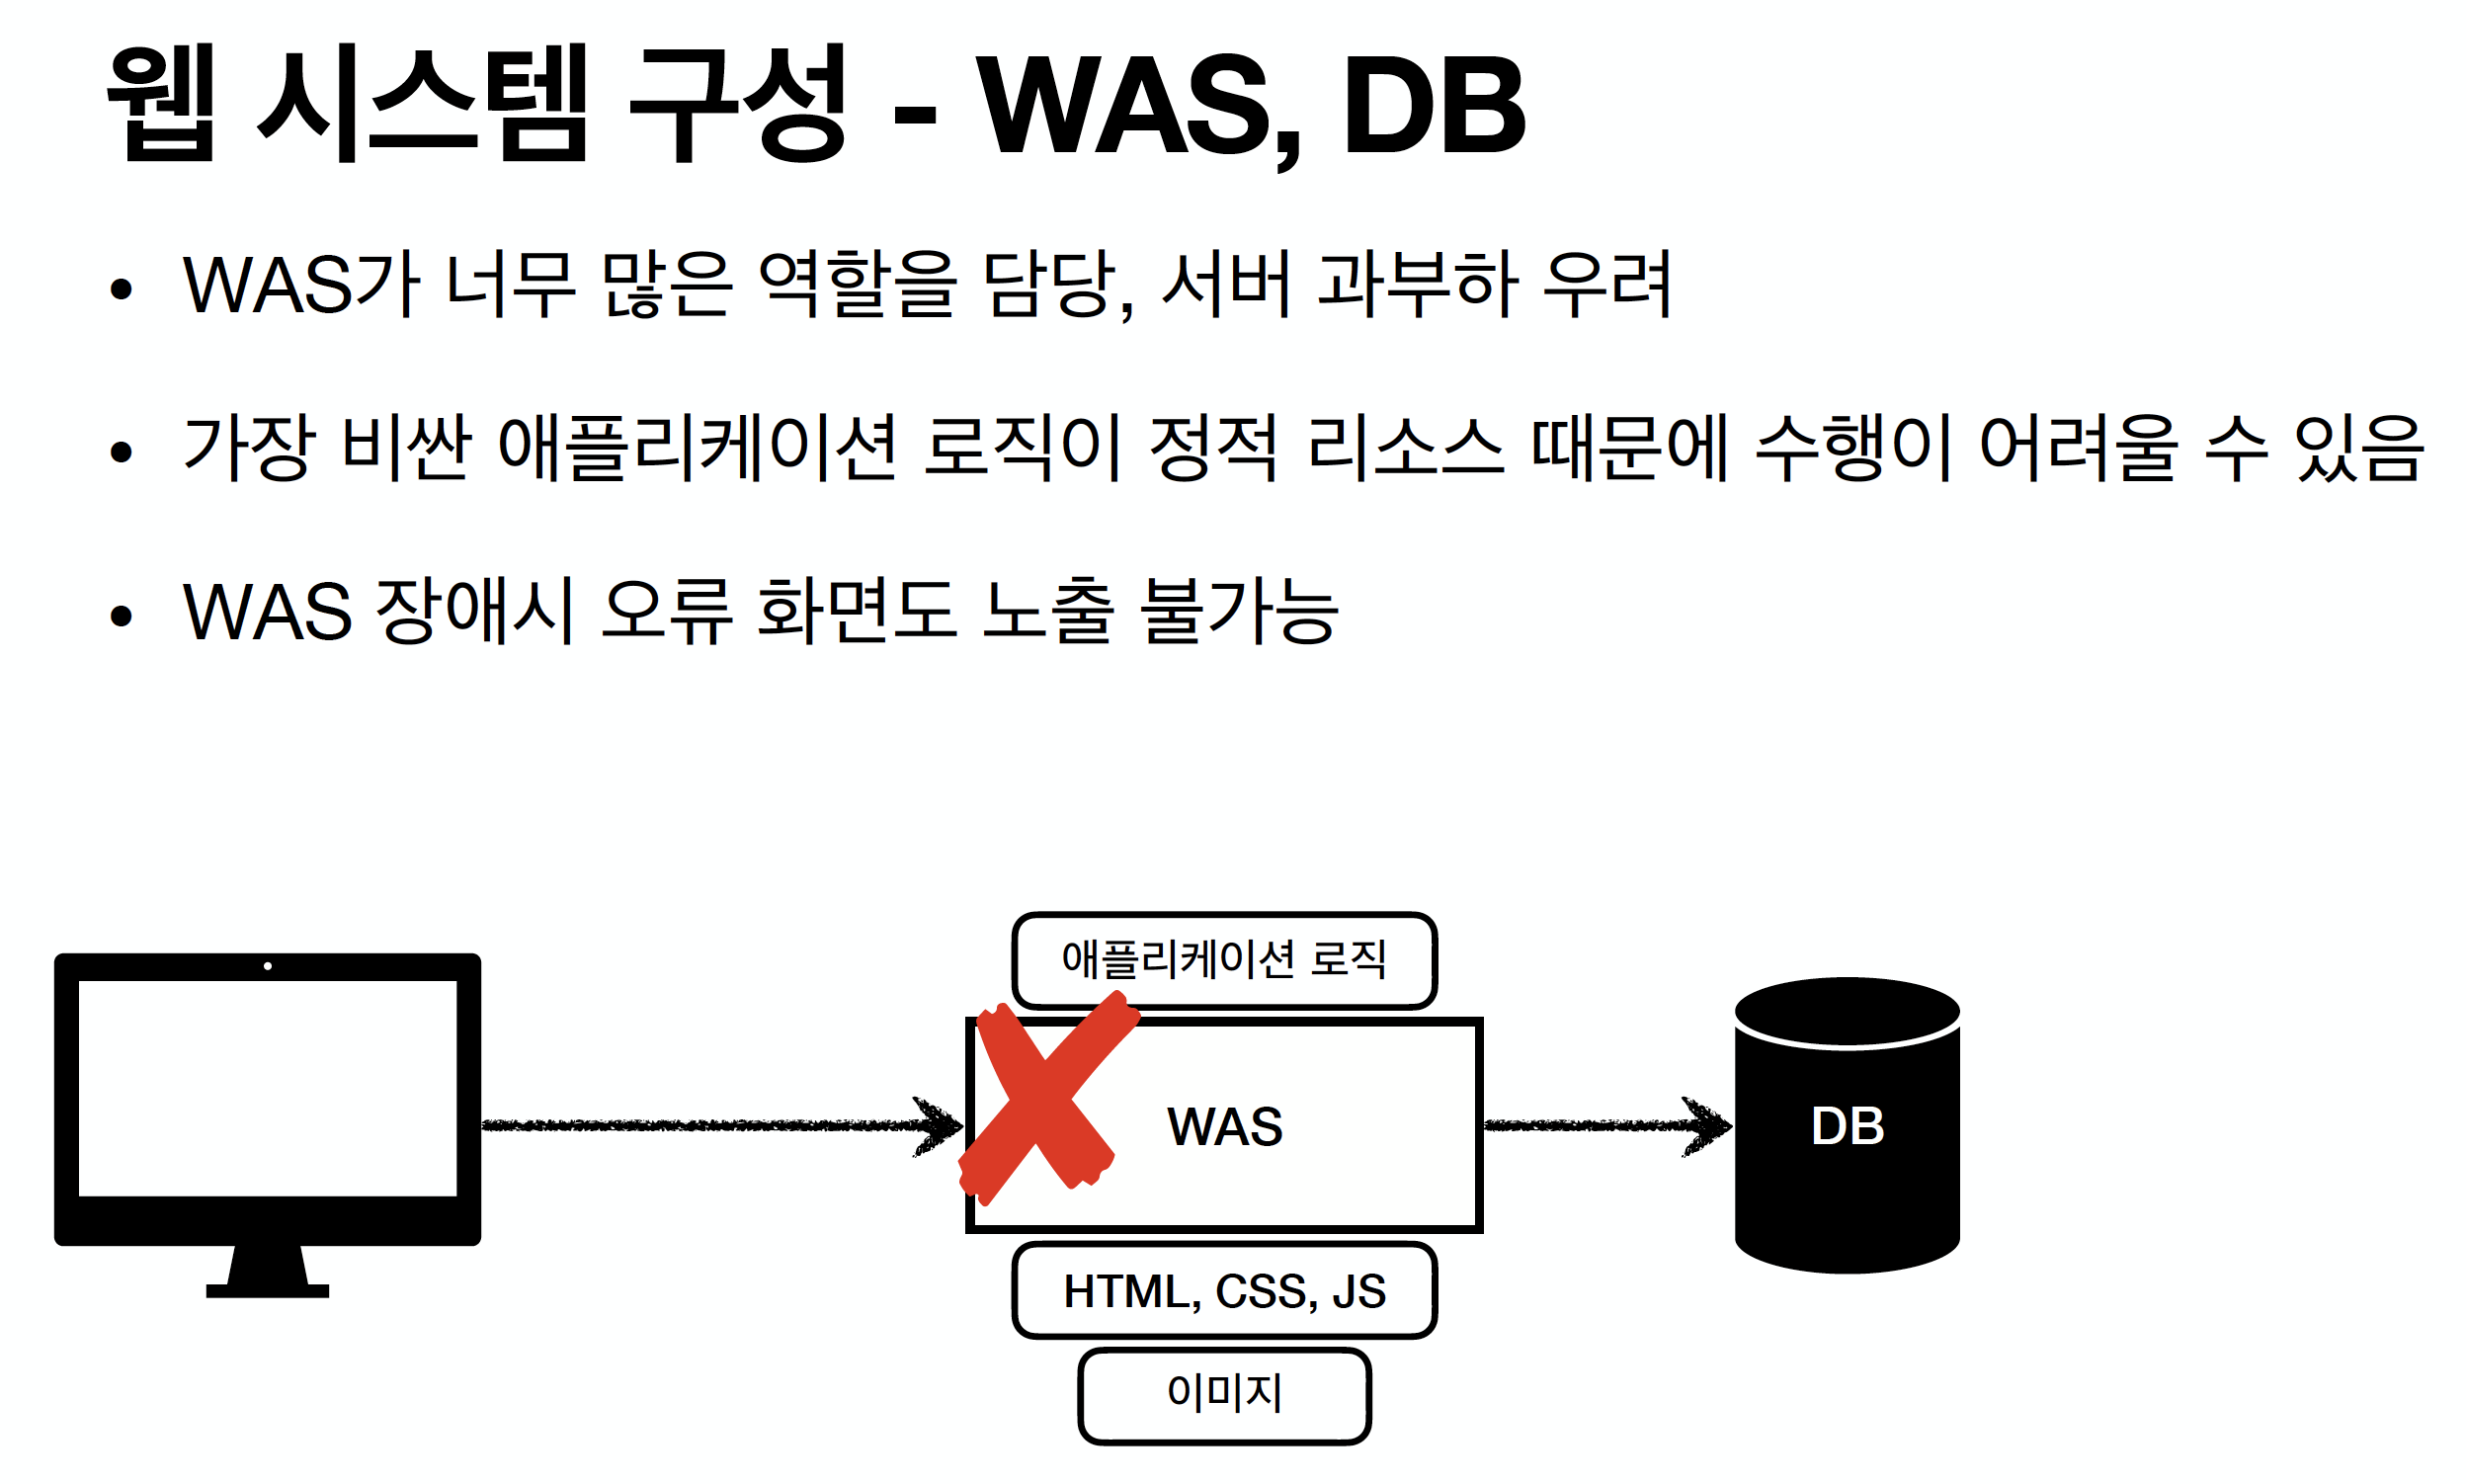 웹 시스템 구성 - WAS, DB
• WAS가 너무 많은 역할을 담당, 서버 과부하 우려
• 가장 비싼 애플리케이션 로직이 정적 리소스 때문에 수행이 어려울 수 있음
• WAS 장애시 오류 화면도 노출 불가능
애플리케이션 로직
WAS
DB
HTML, CSS, JS
이미지